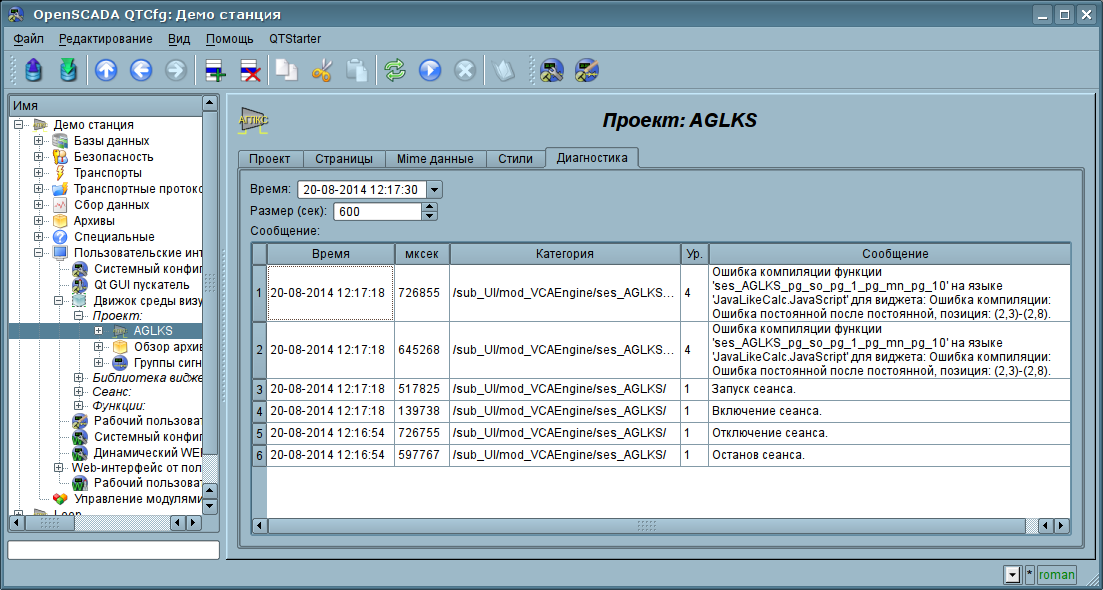 OpenSCADA QTCfg: Демо станция
Файл Редактирование Вид Помощь QTStarter
Имя
Демо станция
Базы данных
Безопасность
Транспорты
Транспортные протокс
Сбор данных
Архивы
Специальные
Пользовательские инт
Системный конфиг
Qt GUI пускатель
Движок среды визу
Проект:
AGLKS
Обзор архив
Группы сигн
Библиотека видже
Сеанс:
Функции:
Рабочий пользоват
Системный конфиг
Динамический WEB
Web-интерфейс от пол
Рабочий пользоват
Управление модулями
Loop
АГЛКС
Проект: AGLKS
Проект Страницы Mime данные Стили Диагностика
Время: 20-08-2014 12:17:30
Размер (сек): 600
Сообщение:
Время мксек Категория Ур. Сообщение
1 20-08-2014 12:17:18 726855 /sub_UI/mod_VCAEngine/ses_AGLKS... 4 Ошибка компиляции функции
'ses_AGLKS_pg_so_pg_1_pg_mn_pg_10' на языке
'JavaLikeCalc.JavaScript' для виджета: Ошибка компиляции:
Ошибка постоянной после постоянной, позиция: (2,3)-(2,8).
2 20-08-2014 12:17:18 645268 /sub_UI/mod_VCAEngine/ses_AGLKS... 4 Ошибка компиляции функции
'ses_AGLKS_pg_so_pg_1_pg_mn_pg_10' на языке
'JavaLikeCalc.JavaScript' для виджета: Ошибка компиляции:
Ошибка постоянной после постоянной, позиция: (2,3)-(2,8).
3 20-08-2014 12:17:18 517825 /sub_UI/mod_VCAEngine/ses_AGLKS/ 1 Запуск сеанса.
4 20-08-2014 12:17:18 139738 /sub_UI/mod_VCAEngine/ses_AGLKS/ 1 Включение сеанса.
5 20-08-2014 12:16:54 726755 /sub_UI/mod_VCAEngine/ses_AGLKS/ 1 Отключение сеанса.
6 20-08-2014 12:16:54 597767 /sub_UI/mod_VCAEngine/ses_AGLKS/ 1 Останов сеанса.
* roman